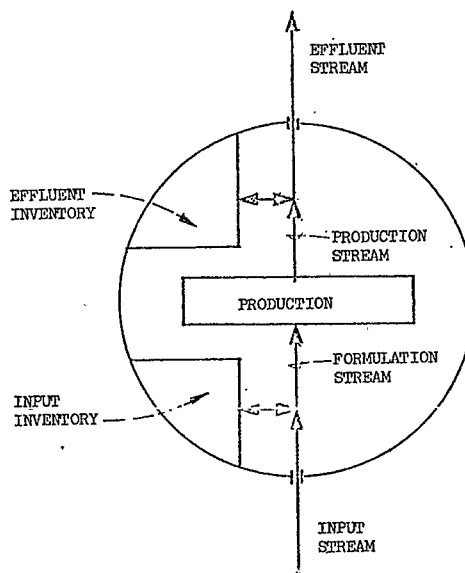 EFFLUENT
STREAM
EFFLUENT
INVENTORY
PRODUCTION
STREAM
PRODUCTION
FORMULATION
STREAM
INPUT
INVENTORY
INPUT
STREAM